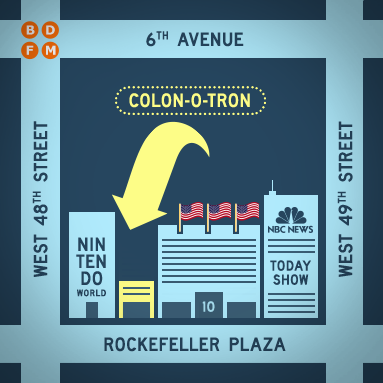 B D
F M
6TH AVENUE
COLON-O-TRON
WEST 48TH STREET
WEST 49TH STREET
NIN
TEN
DO
WORLD
10
NBC NEWS
TODAY
SHOW
ROCKEFELLER PLAZA